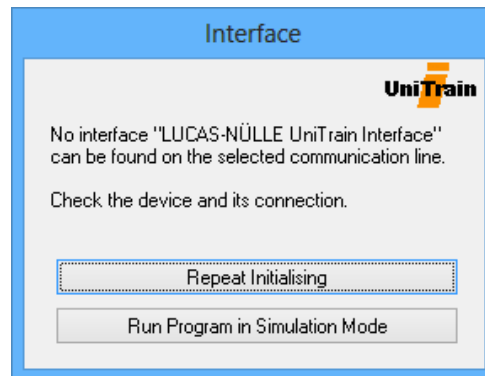 Interface
UniTrain
No interface "LUCAS-NÜLLE UniTrain Interface"
can be found on the selected communication line.
Check the device and its connection.
Repeat Initialising
Run Program in Simulation Mode